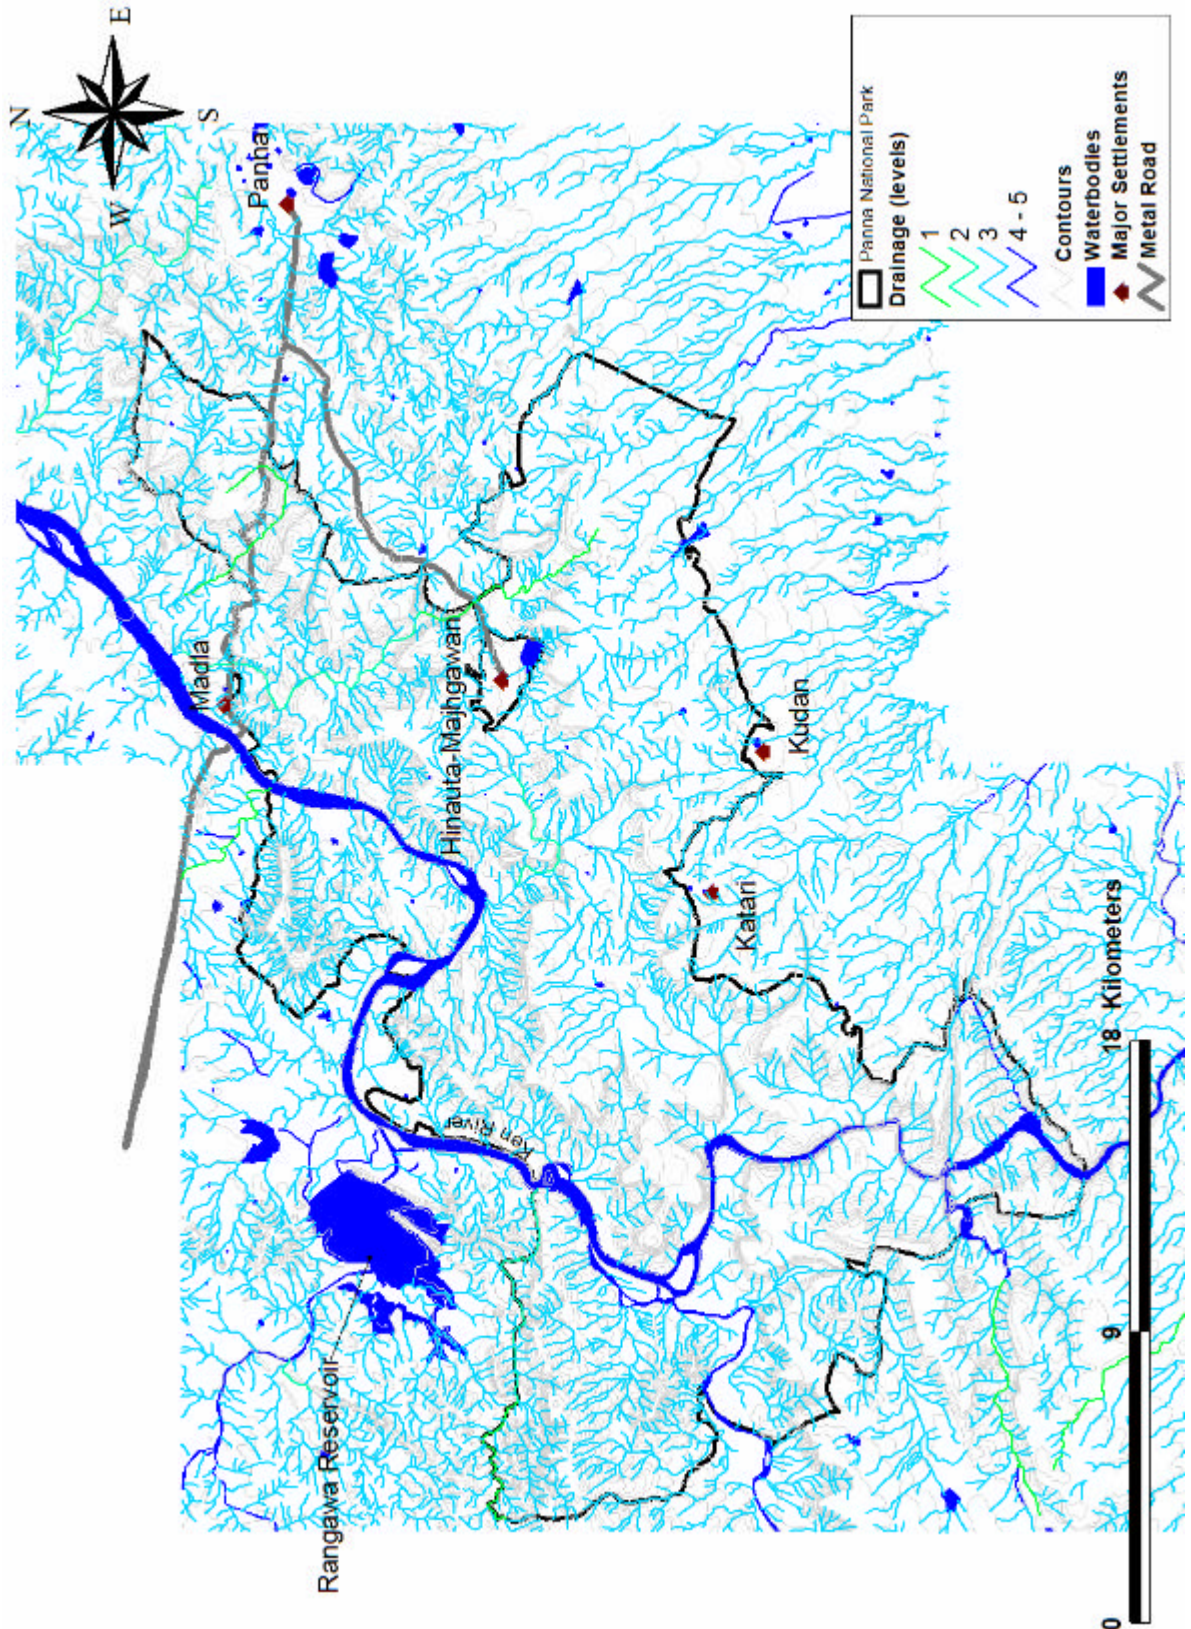 N
E
W
S
Panna
Madla
Hinauta-Majhgawan
Kudan
Katari
Ken River
Rangawa Reservoir
Panna National Park
Drainage (levels)
1
2
3
4 - 5
Contours
Waterbodies
Major Settlements
Metal Road
0 9 18 Kilometers